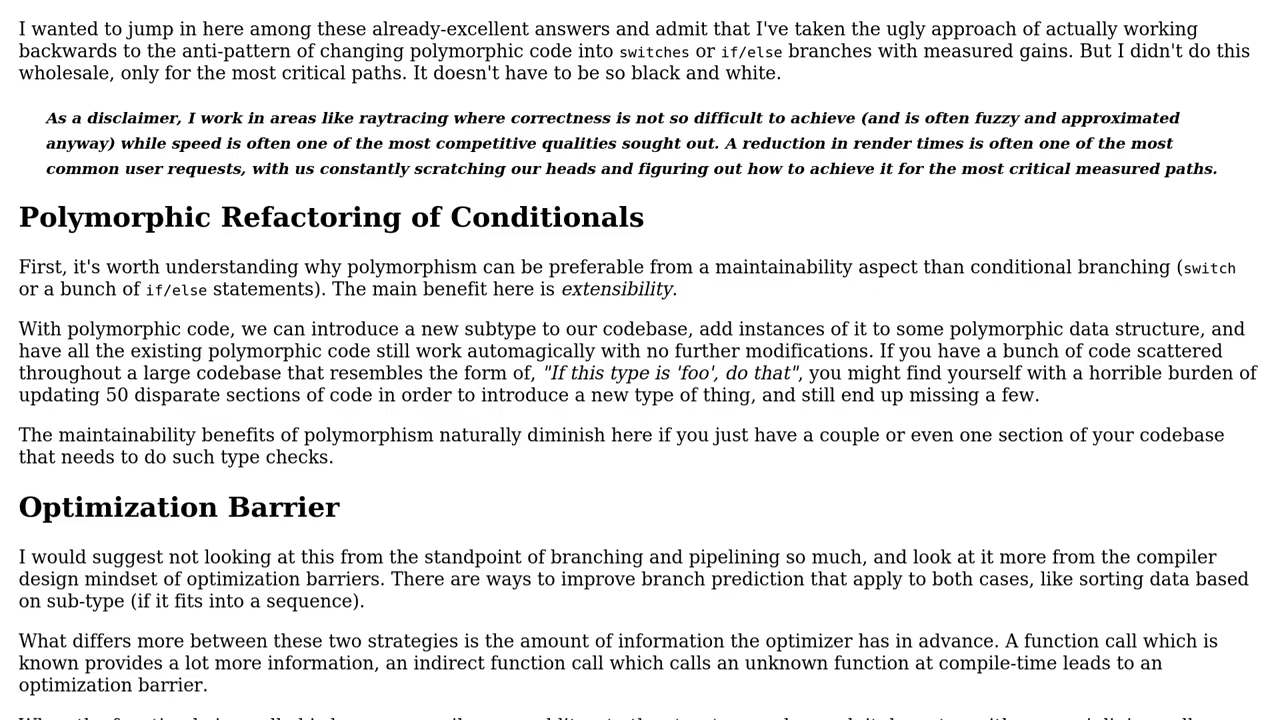 I wanted to jump in here among these already-excellent answers and admit that I've taken the ugly approach of actually working
backwards to the anti-pattern of changing polymorphic code into switches or if/else branches with measured gains. But I didn't do this
wholesale, only for the most critical paths. It doesn't have to be so black and white.
As a disclaimer, I work in areas like raytracing where correctness is not so difficult to achieve (and is often fuzzy and approximated
anyway) while speed is often one of the most competitive qualities sought out. A reduction in render times is often one of the most
common user requests, with us constantly scratching our heads and figuring out how to achieve it for the most critical measured paths.
Polymorphic Refactoring of Conditionals
First, it's worth understanding why polymorphism can be preferable from a maintainability aspect than conditional branching (switch
or a bunch of if/else statements). The main benefit here is extensibility.
With polymorphic code, we can introduce a new subtype to our codebase, add instances of it to some polymorphic data structure, and
have all the existing polymorphic code still work automagically with no further modifications. If you have a bunch of code scattered
throughout a large codebase that resembles the form of, "If this type is 'foo', do that", you might find yourself with a horrible burden of
updating 50 disparate sections of code in order to introduce a new type of thing, and still end up missing a few.
The maintainability benefits of polymorphism naturally diminish here if you just have a couple or even one section of your codebase
that needs to do such type checks.
Optimization Barrier
I would suggest not looking at this from the standpoint of branching and pipelining so much, and look at it more from the compiler
design mindset of optimization barriers. There are ways to improve branch prediction that apply to both cases, like sorting data based
on sub-type (if it fits into a sequence).
What differs more between these two strategies is the amount of information the optimizer has in advance. A function call which is
known provides a lot more information, an indirect function call which calls an unknown function at compile-time leads to an
optimization barrier.